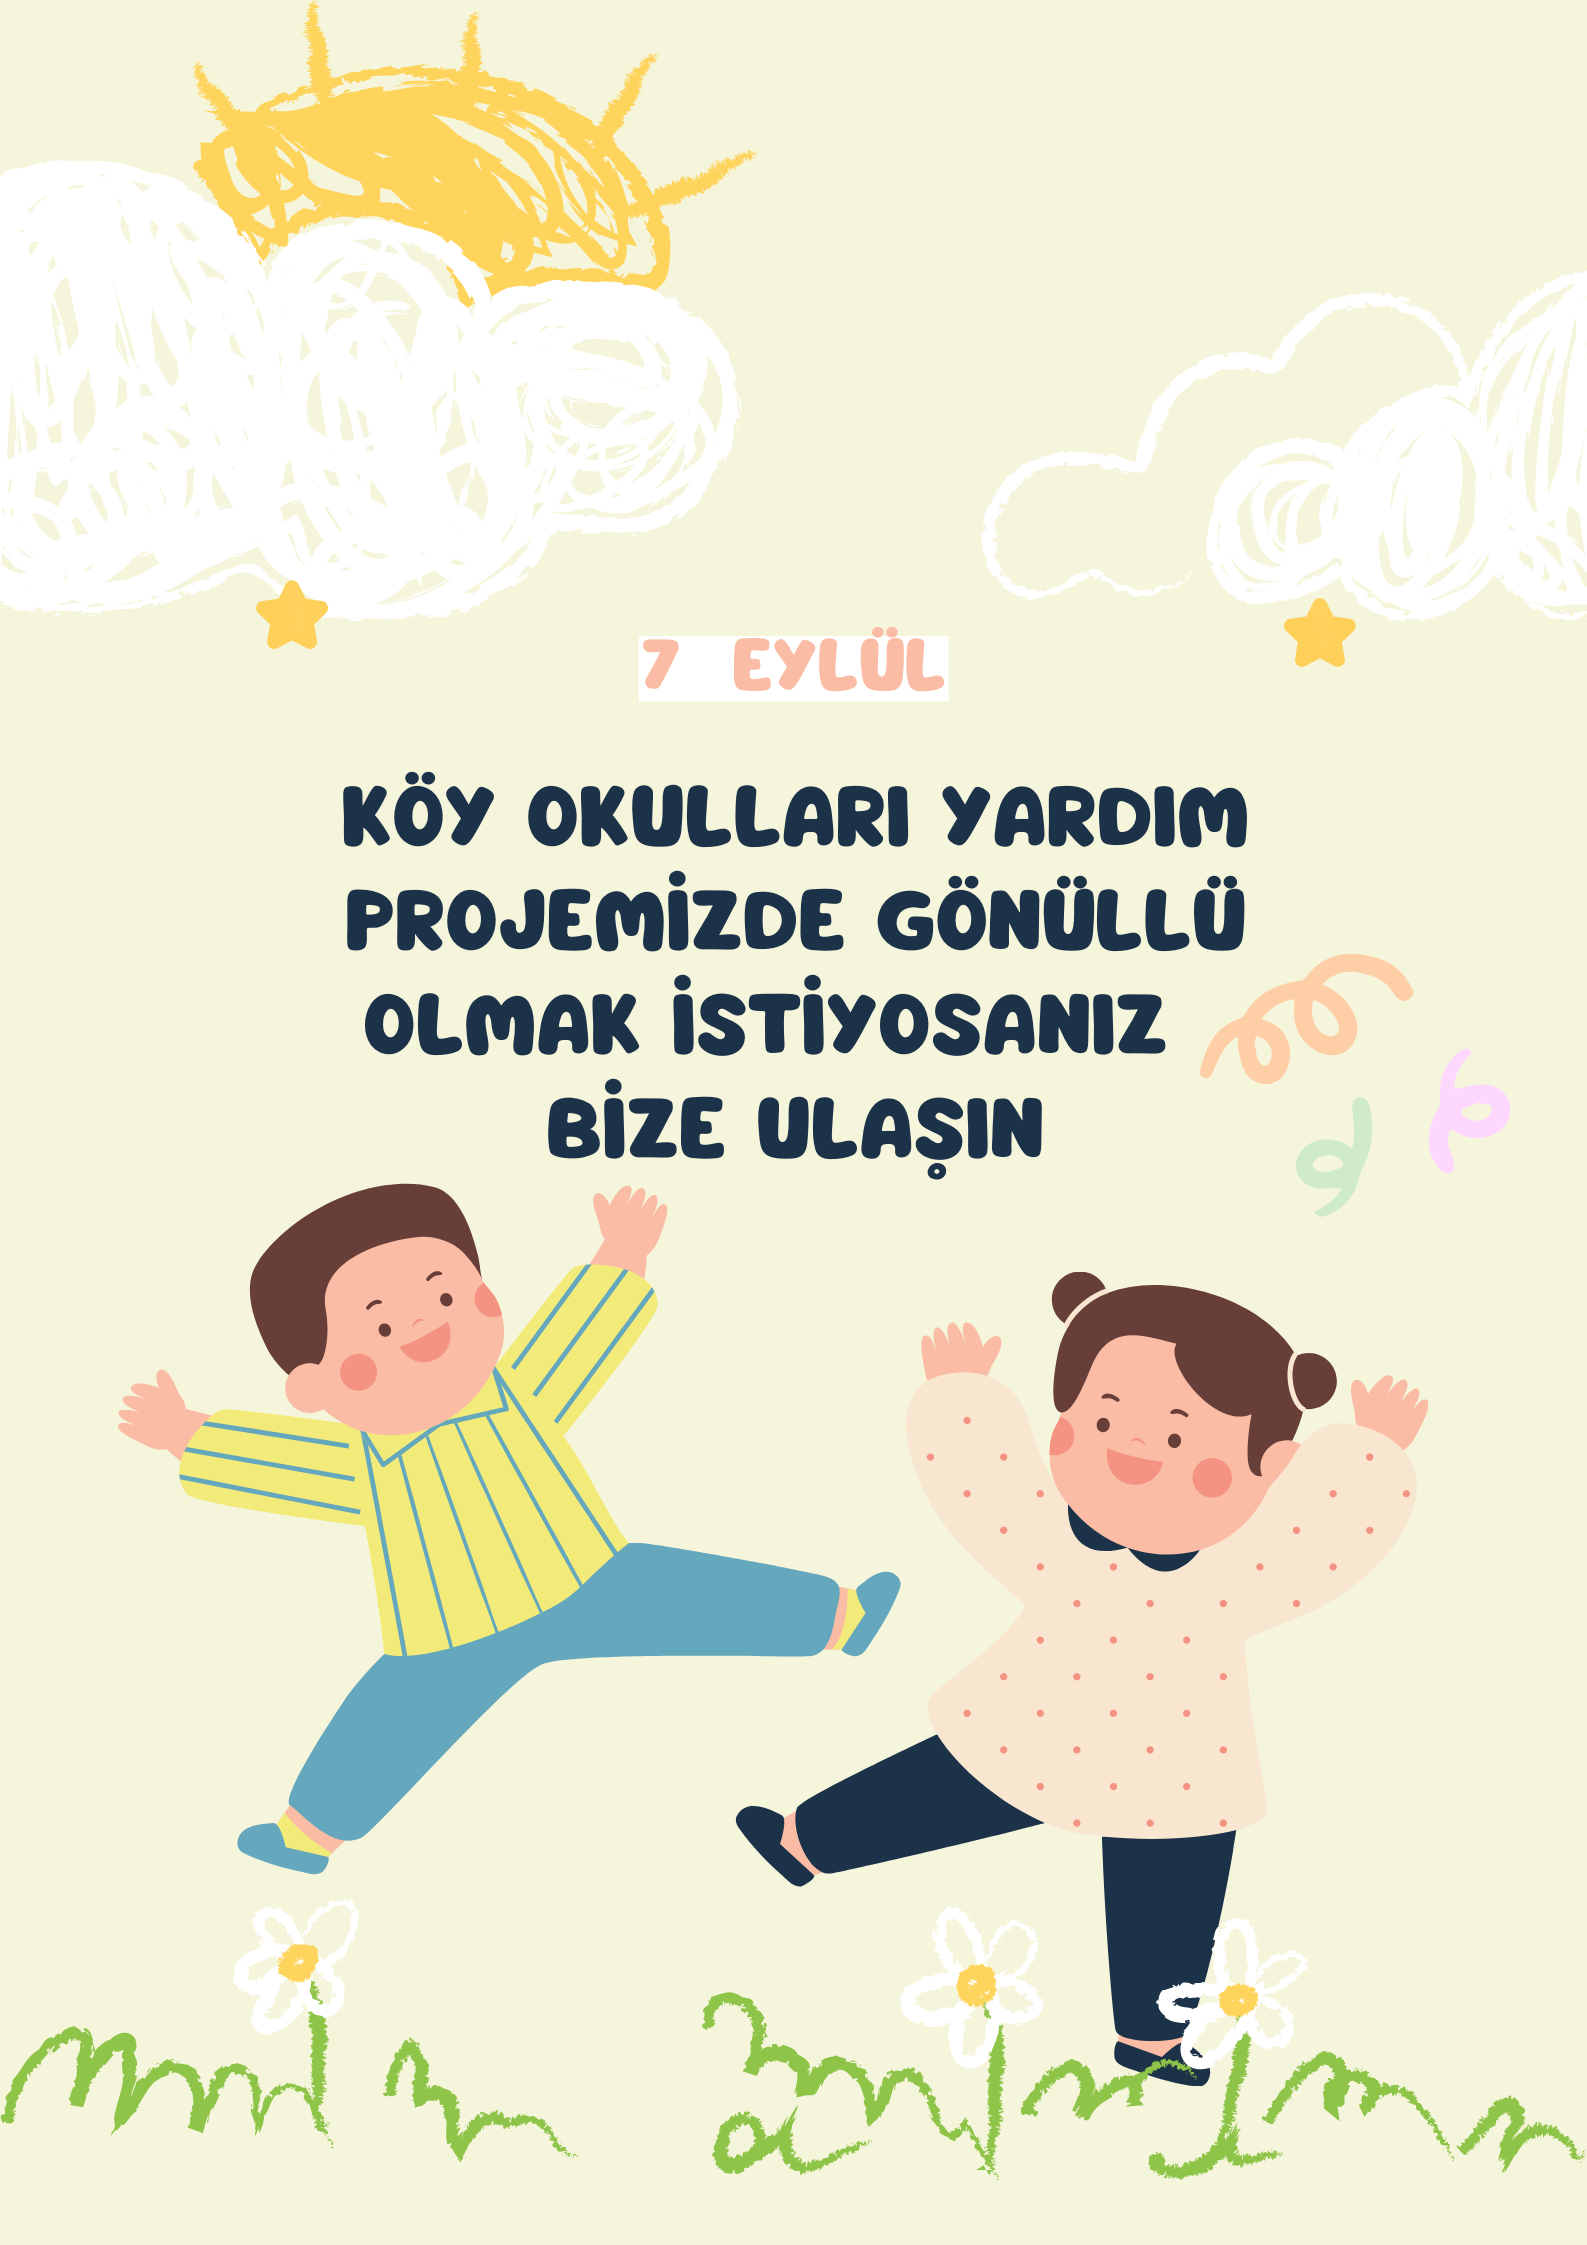 7 EYLÜL
KÖY OKULLARI YARDIM
PROJEMİZDE GÖNÜLLÜ
OLMAK İSTİYOSANIZ
BİZE ULAŞIN